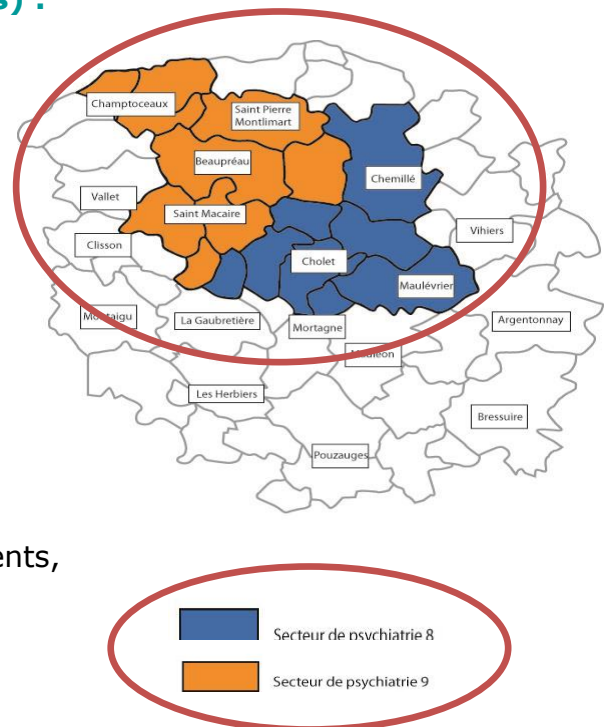 s) :
Champtoceaux
Saint Pierre
Montlimart
Beaupréau
Chemillé
Vallet
Saint Macaire
Vihiers
Clisson
Cholet
Maulévrier
Montaigu
La Gaubretière
Mortagne
Argentonnay
Mauléon
Les Herbiers
Bressuire
Pouzauges
ents,
Secteur de psychiatrie 8
Secteur de psychiatrie 9